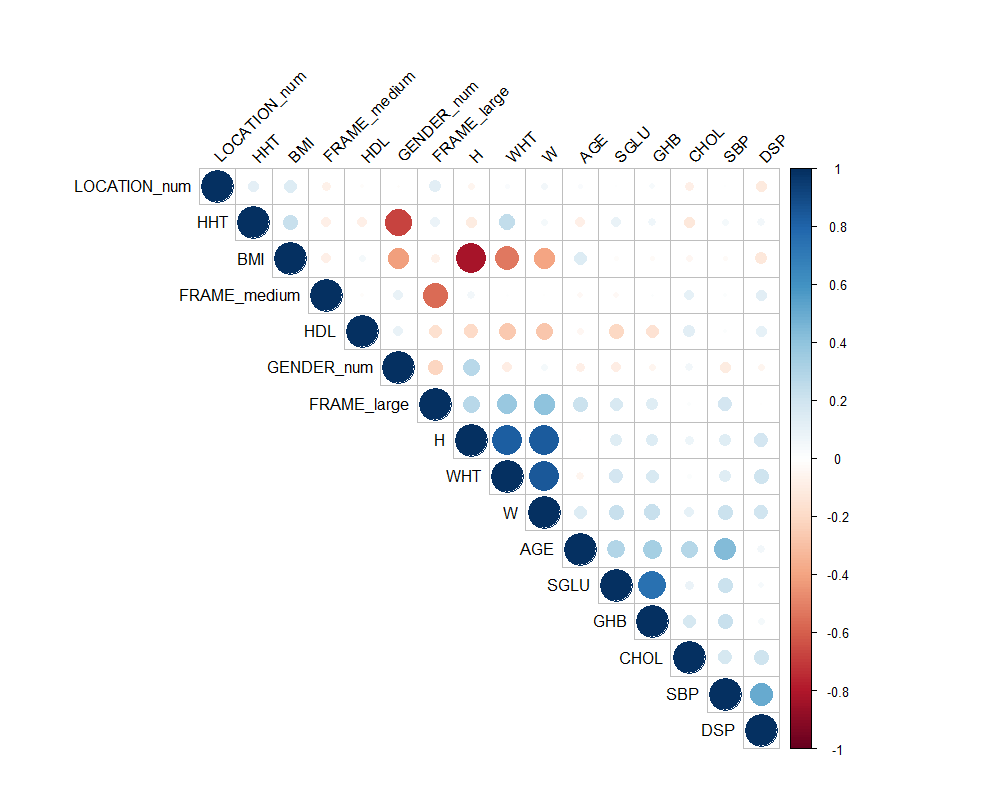 LOCATION_num
HHT
BMI
FRAME_medium
HDL
GENDER_num
FRAME_large
H
WHT
W
AGE
SGLU
GHB
CHOL
SBP
DSP
LOCATION_num
HHT
BMI
FRAME_medium
HDL
GENDER_num
FRAME_large
H
WHT
W
AGE
SGLU
GHB
CHOL
SBP
DSP
1
0.8
0.6
0.4
0.2
0
-0.2
-0.4
-0.6
-0.8
-1